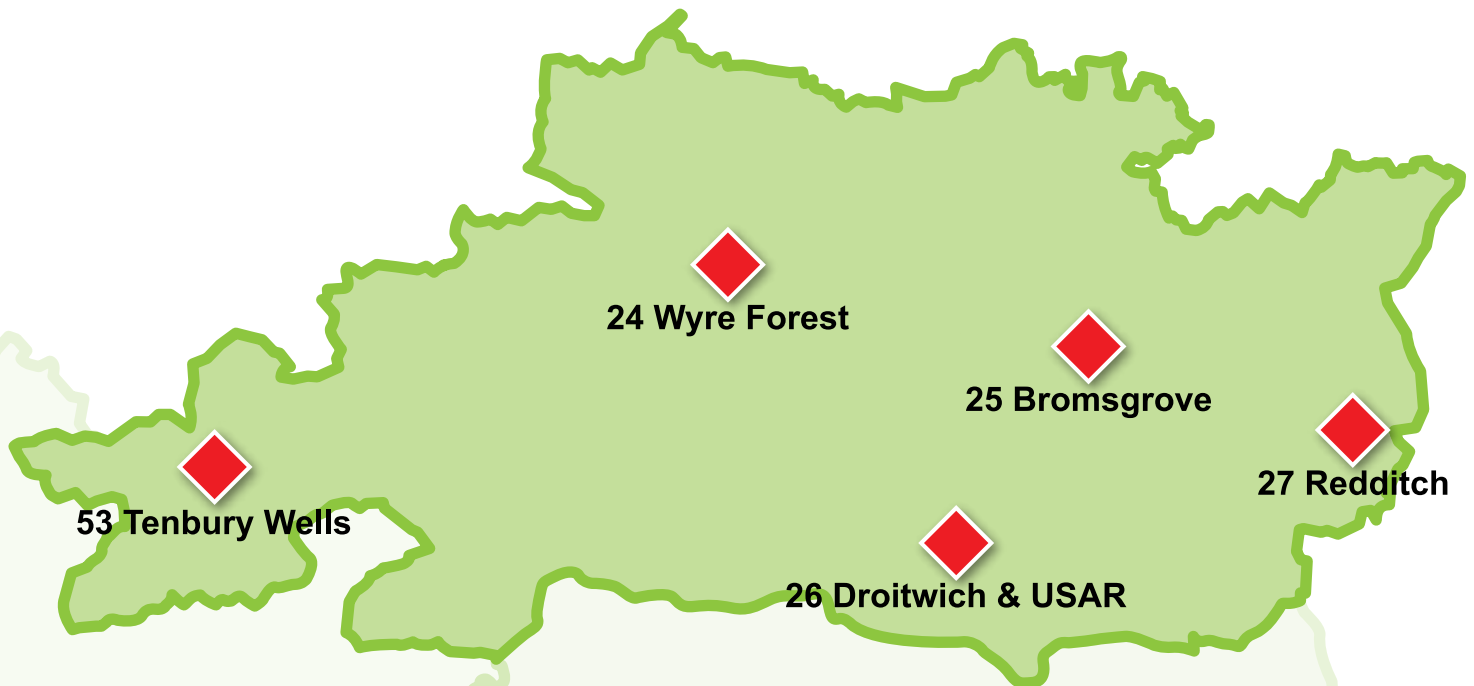 24 Wyre Forest
25 Bromsgrove
27 Redditch
53 Tenbury Wells
26 Droitwich & USAR